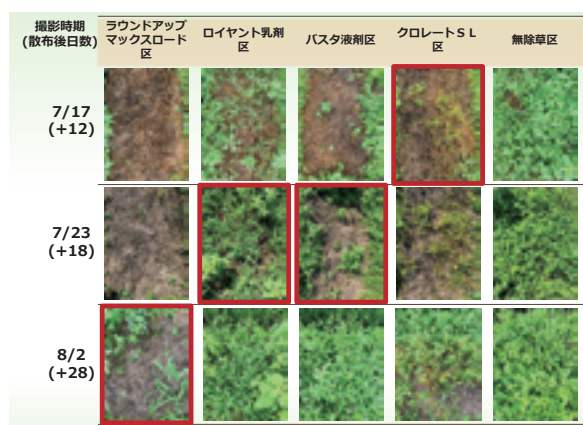 撮影時期
(散布後日数)
ラウンドアップ
マックスロード
区
ロイヤント乳剤
区
バスタ液剤区
クロレートＳＬ
区
無除草区
7/17
(+12)
7/23
(+18)
8/2
(+28)